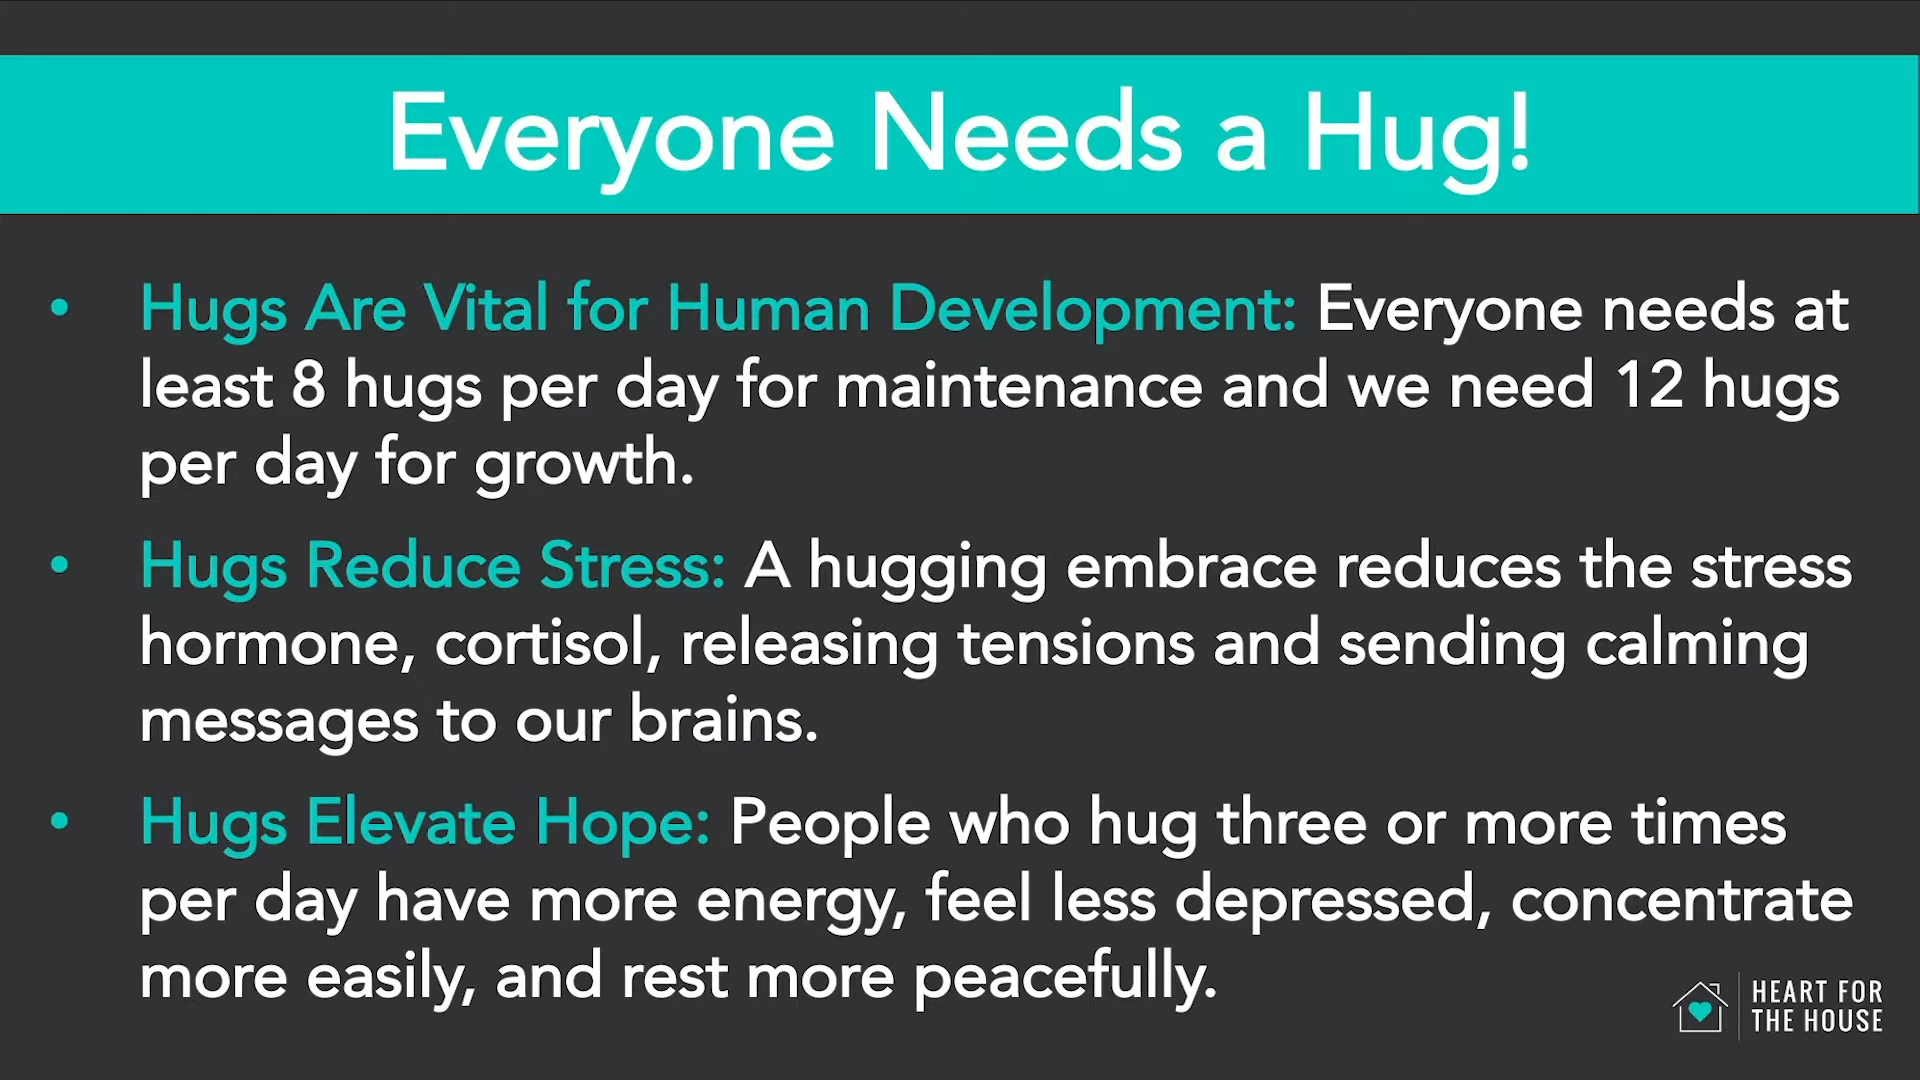 Everyone Needs a Hug!
• Hugs Are Vital for Human Development: Everyone needs at
least 8 hugs per day for maintenance and we need 12 hugs
per day for growth.
• Hugs Reduce Stress: A hugging embrace reduces the stress
hormone, cortisol, releasing tensions and sending calming
messages to our brains.
• Hugs Elevate Hope: People who hug three or more times
per day have more energy, feel less depressed, concentrate
more easily, and rest more peacefully.
HEART FOR
THE HOUSE